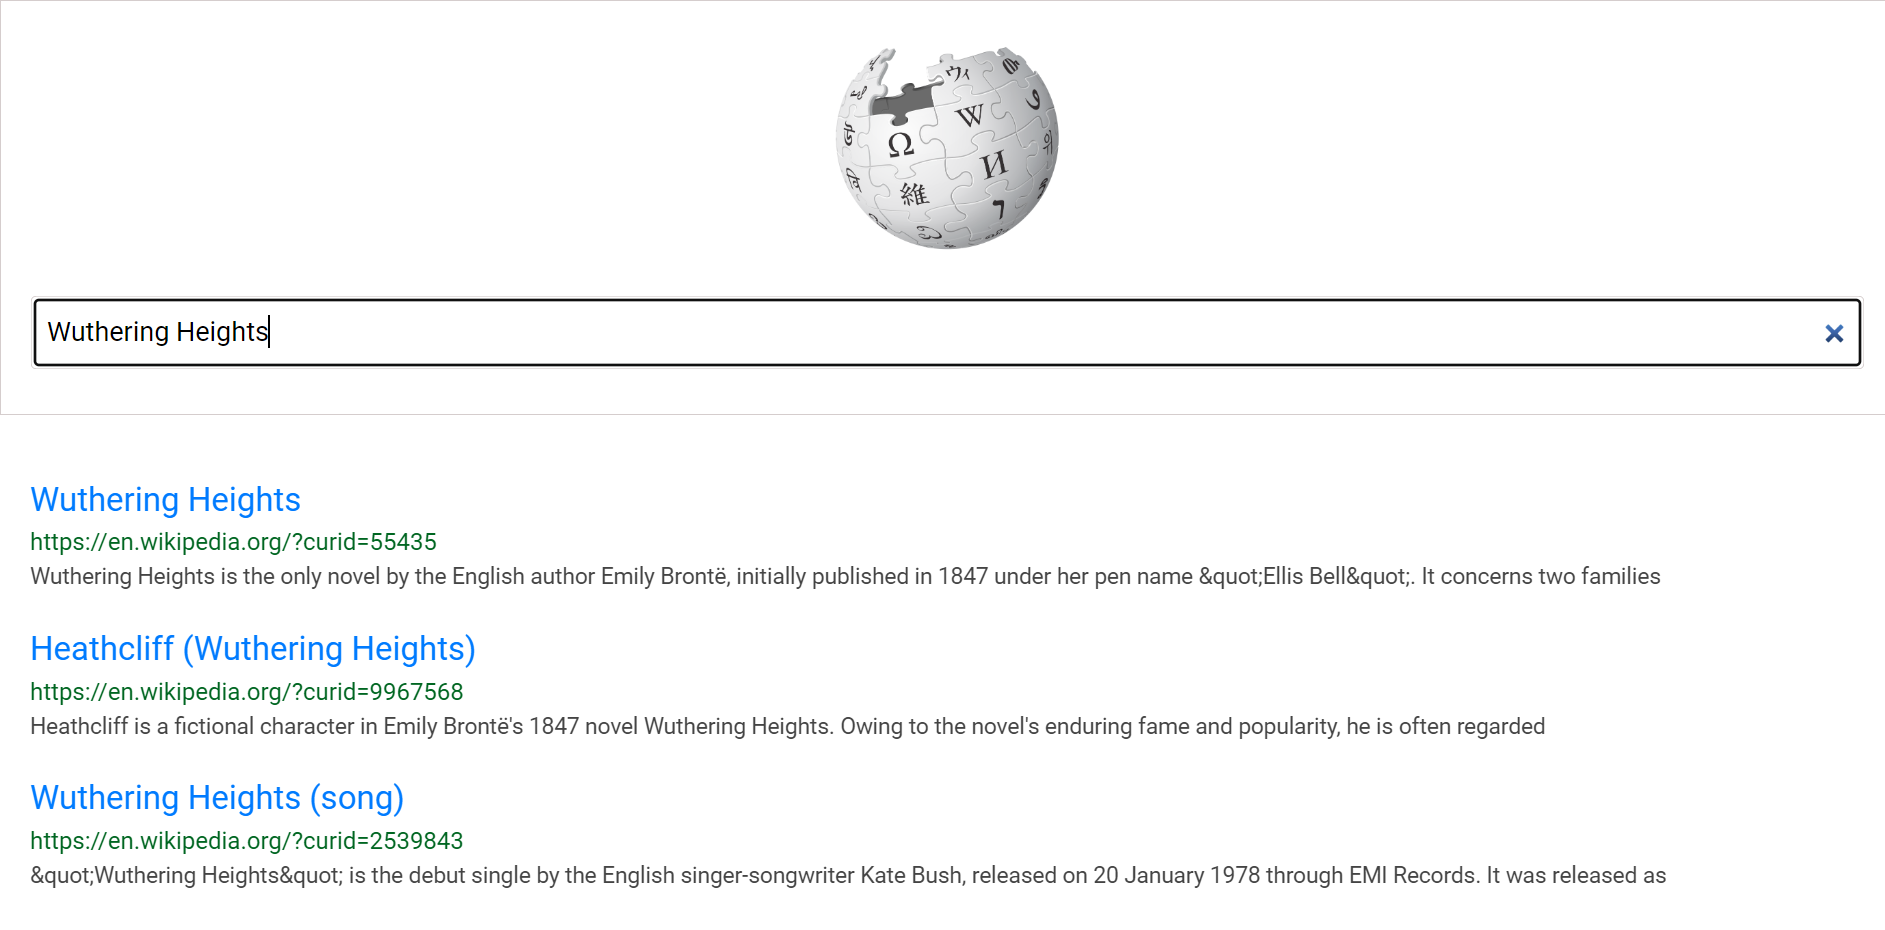 Ω W И 維 ウィ
Wuthering Heights
Wuthering Heights
https://en.wikipedia.org/?curid=55435
Wuthering Heights is the only novel by the English author Emily Brontë, initially published in 1847 under her pen name &quot;Ellis Bell&quot;. It concerns two families
Heathcliff (Wuthering Heights)
https://en.wikipedia.org/?curid=9967568
Heathcliff is a fictional character in Emily Brontë's 1847 novel Wuthering Heights. Owing to the novel's enduring fame and popularity, he is often regarded
Wuthering Heights (song)
https://en.wikipedia.org/?curid=2539843
&quot;Wuthering Heights&quot; is the debut single by the English singer-songwriter Kate Bush, released on 20 January 1978 through EMI Records. It was released as